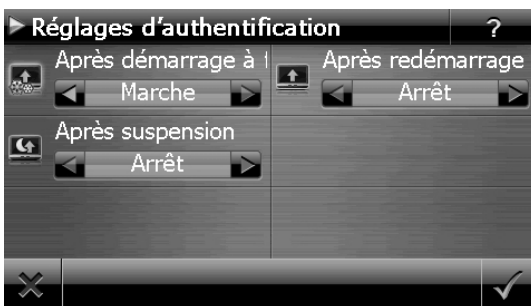 Réglages d'authentification ?
Après démarrage à
Marche
Après redémarrage
Arrêt
Après suspension
Arrêt